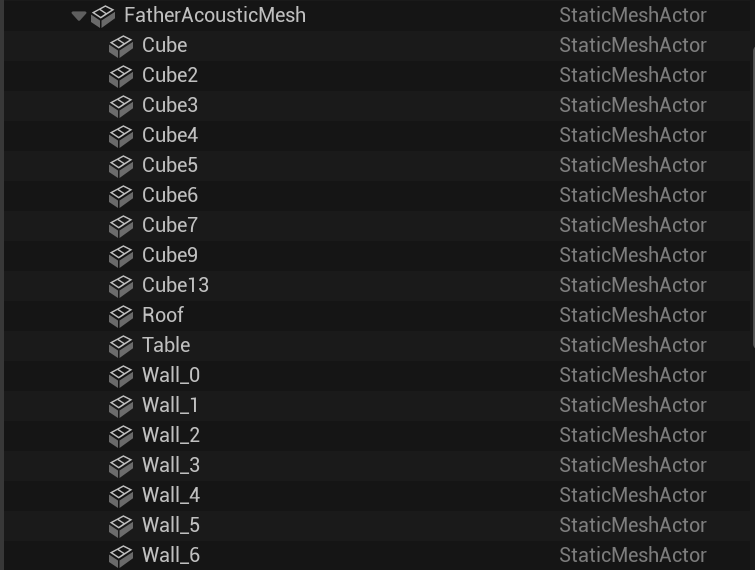 FatherAcousticMesh StaticMeshActor
Cube StaticMeshActor
Cube2 StaticMeshActor
Cube3 StaticMeshActor
Cube4 StaticMeshActor
Cube5 StaticMeshActor
Cube6 StaticMeshActor
Cube7 StaticMeshActor
Cube9 StaticMeshActor
Cube13 StaticMeshActor
Roof StaticMeshActor
Table StaticMeshActor
Wall_0 StaticMeshActor
Wall_1 StaticMeshActor
Wall_2 StaticMeshActor
Wall_3 StaticMeshActor
Wall_4 StaticMeshActor
Wall_5 StaticMeshActor
Wall_6 StaticMeshActor